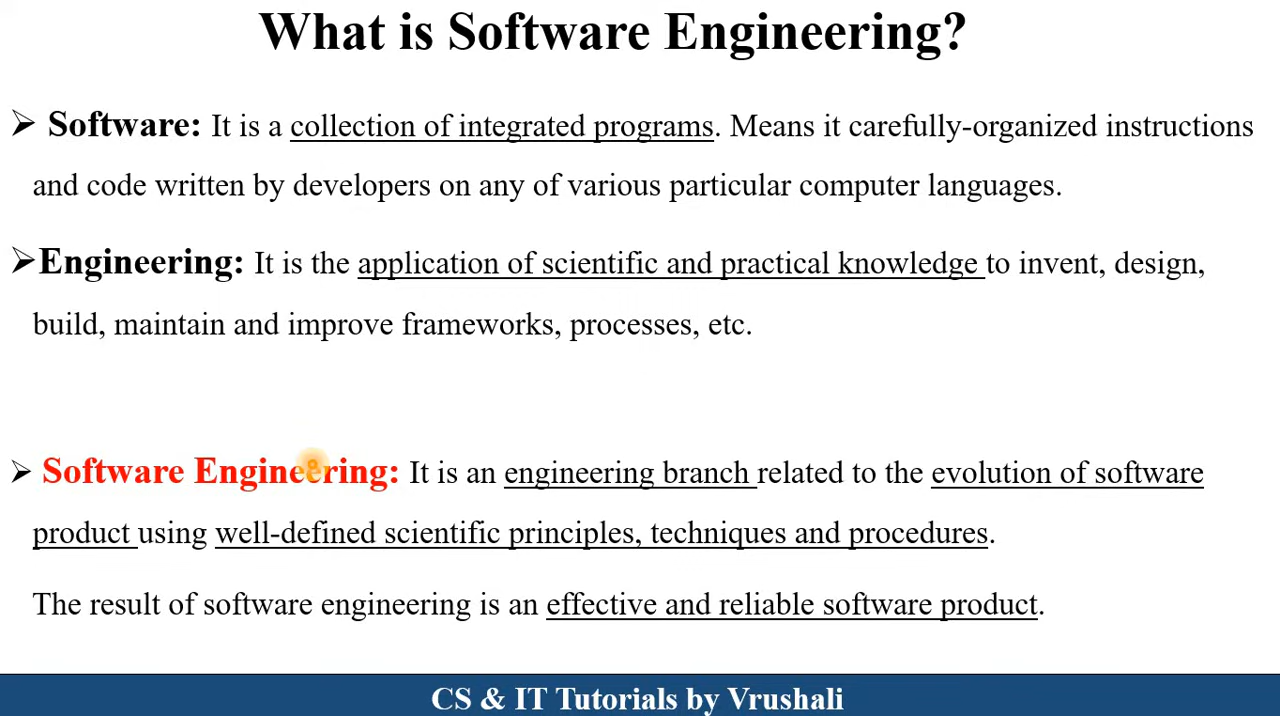 What is Software Engineering?
➢ Software: It is a collection of integrated programs. Means it carefully-organized instructions
and code written by developers on any of various particular computer languages.
➢Engineering: It is the application of scientific and practical knowledge to invent, design,
build, maintain and improve frameworks, processes, etc.
➢ Software Engineering: It is an engineering branch related to the evolution of software
product using well-defined scientific principles, techniques and procedures.
The result of software engineering is an effective and reliable software product.
CS & IT Tutorials by Vrushali